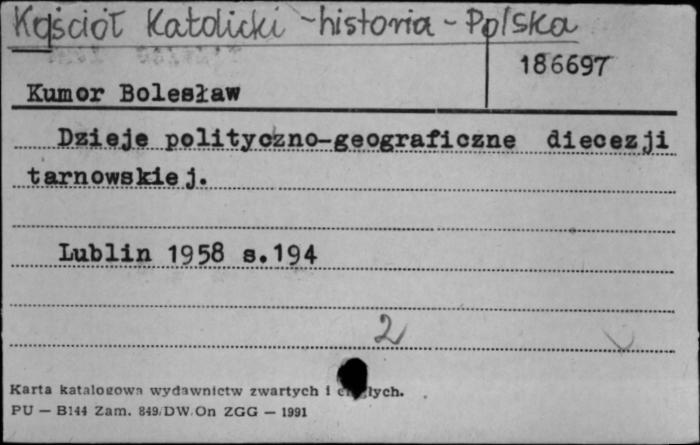 Kościół Katolicki - historia - Polska
186697
Kumor Bolesław
Dzieje polityczno-geograficzne diecezji
tarnowskiej.
Lublin 1958 s.194
2
Karta katalogowa wydawnictw zwartych i
PU — B144 Zam. 849/DW/On ZGG — 1991